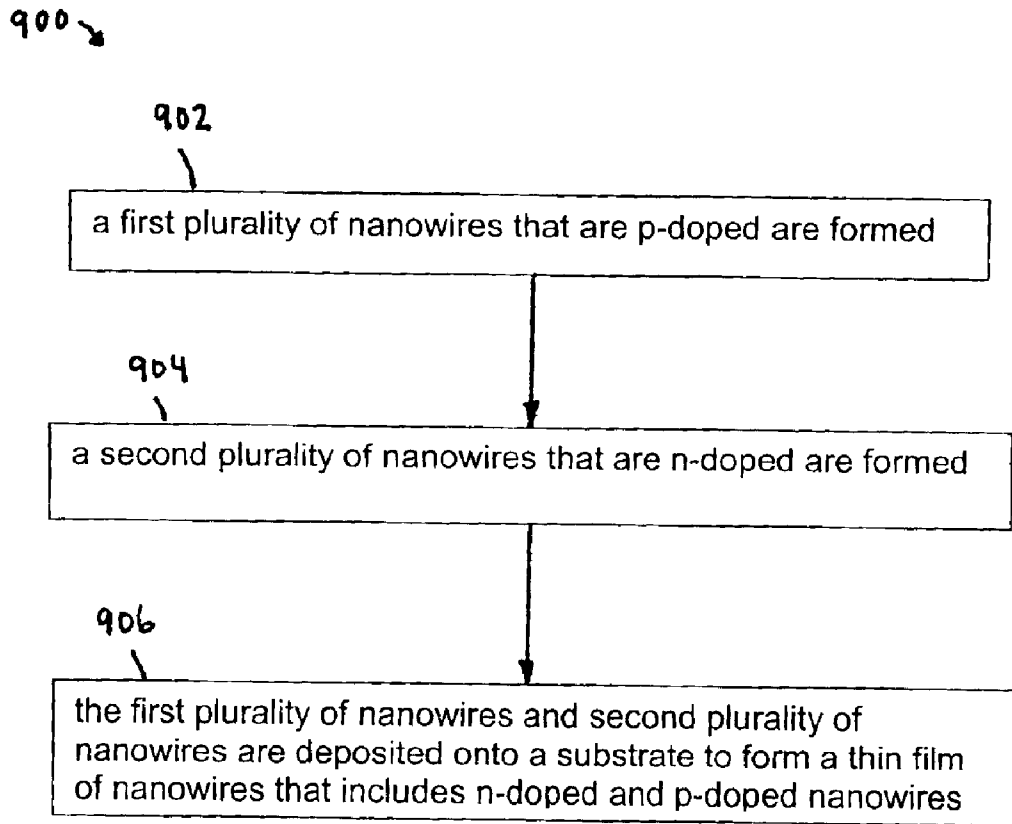 900
902
a first plurality of nanowires that are p-doped are formed
904
a second plurality of nanowires that are n-doped are formed
906
the first plurality of nanowires and second plurality of
nanowires are deposited onto a substrate to form a thin film
of nanowires that includes n-doped and p-doped nanowires